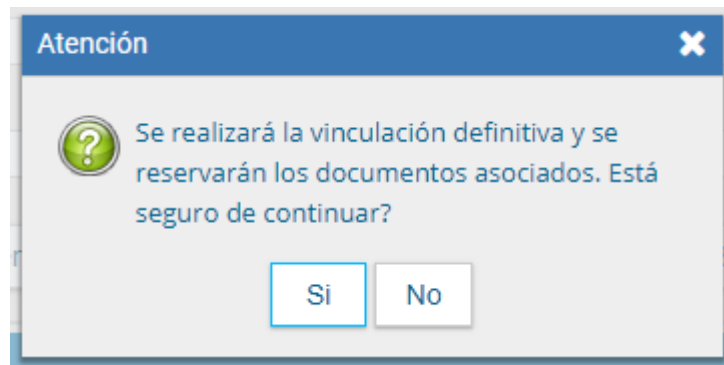 Atención
Se realizará la vinculación definitiva y se
reservarán los documentos asociados. Está
seguro de continuar?
Si No